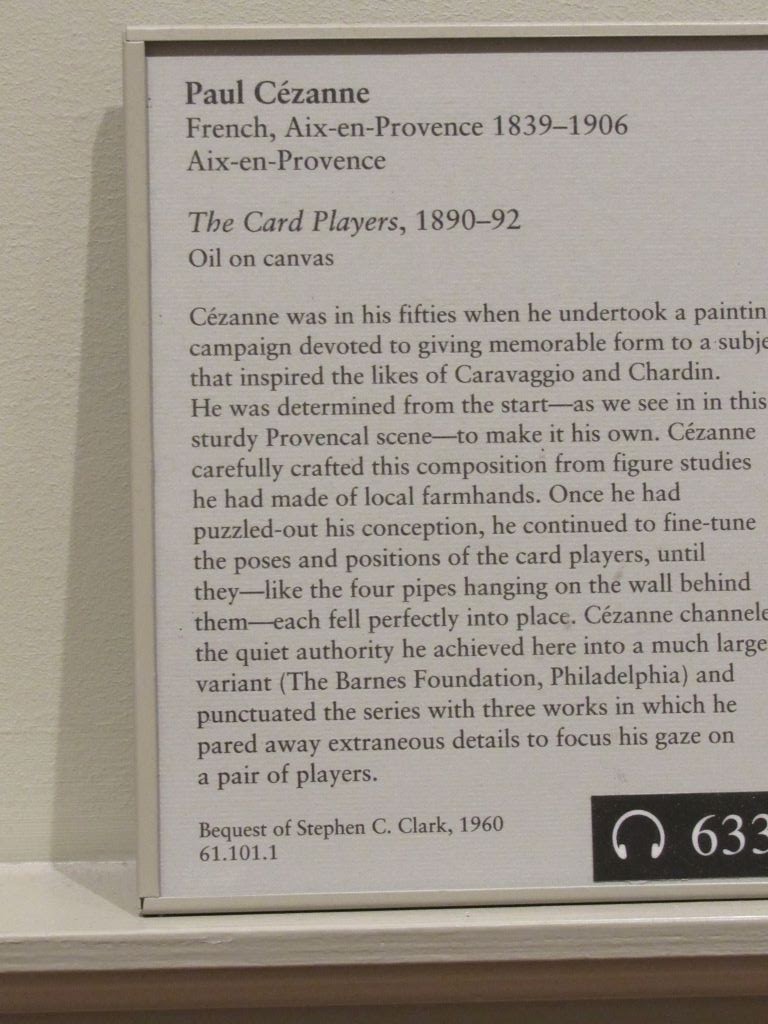 Paul Cézanne
French, Aix-en-Provence 1839–1906
Aix-en-Provence
The Card Players, 1890–92
Oil on canvas
Cézanne was in his fifties when he undertook a paintin
campaign devoted to giving memorable form to a subje
that inspired the likes of Caravaggio and Chardin.
He was determined from the start—as we see in in this
sturdy Provencal scene—to make it his own. Cézanne
carefully crafted this composition from figure studies
he had made of local farmhands. Once he had
puzzled-out his conception, he continued to fine-tune
the poses and positions of the card players, until
they—like the four pipes hanging on the wall behind
them—each fell perfectly into place. Cézanne channele
the quiet authority he achieved here into a much large
variant (The Barnes Foundation, Philadelphia) and
punctuated the series with three works in which he
pared away extraneous details to focus his gaze on
a pair of players.
Bequest of Stephen C. Clark, 1960
61.101.1
633